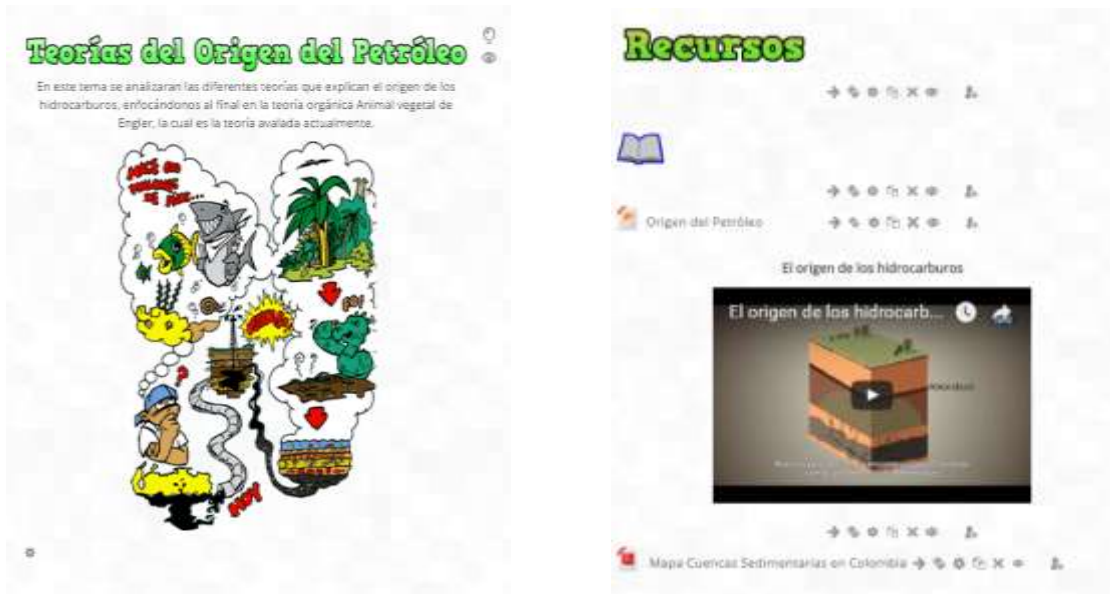 Teorías del Origen del Petróleo
En este tema se analizaran las diferentes teorías que explican el origen de los
hidrocarburos, enfocándonos al final en la teoría orgánica Animal vegetal de
Engler, la cual es la teoría avalada actualmente.
HOY
Recursos
Origen del Petróleo
El origen de los hidrocarburos
El origen de los hidrocarb...
Mapa Cuencas Sedimentarias en Colombia